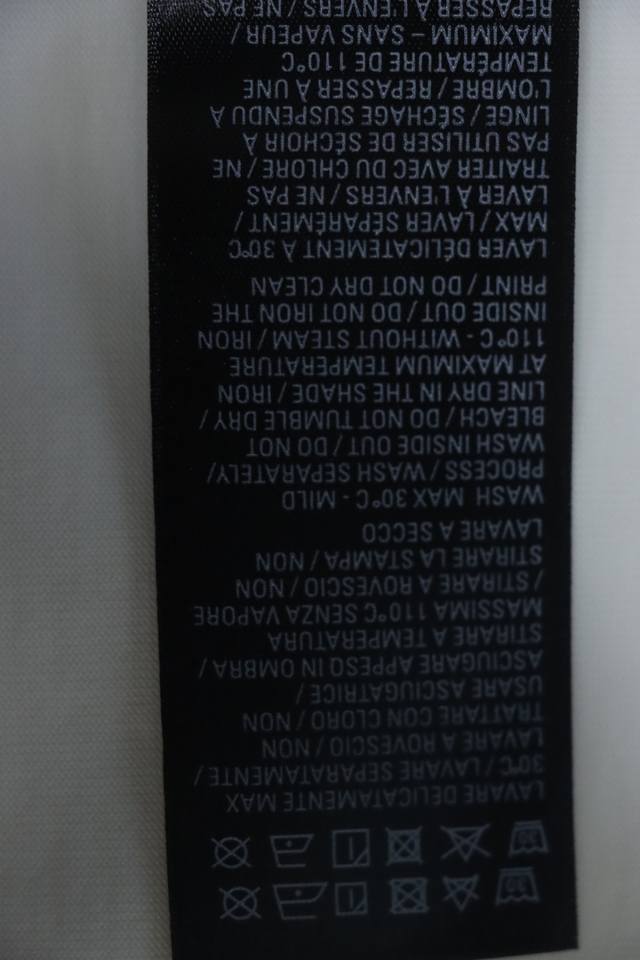 LAVARE DELICATAMENTE MAX
30°C / LAVARE SEPARATAMENTE /
LAVARE A ROVESCIO / NON
TRATTARE CON CLORO / NON
USARE ASCIUGATRICE /
ASCIUGARE APPESO IN OMBRA /
STIRARE A TEMPERATURA
MASSIMA 110°C SENZA VAPORE
/ STIRARE A ROVESCIO / NON
STIRARE LA STAMPA / NON
LAVARE A SECCO
WASH MAX 30°C - MILD
PROCESS / WASH SEPARATELY/
WASH INSIDE OUT / DO NOT
BLEACH / DO NOT TUMBLE DRY /
LINE DRY IN THE SHADE / IRON
AT MAXIMUM TEMPERATURE
110°C - WITHOUT STEAM / IRON
INSIDE OUT / DO NOT IRON THE
PRINT / DO NOT DRY CLEAN
LAVER DÉLICATEMENT À 30°C
MAX / LAVER SÉPARÉMENT /
LAVER À L'ENVERS / NE PAS
TRAITER AVEC DU CHLORE / NE
PAS UTILISER DE SÉCHOIR À
LINGE / SÉCHAGE SUSPENDU À
L'OMBRE / REPASSER À UNE
TEMPÉRATURE DE 110°C
MAXIMUM - SANS VAPEUR /
REPASSER À L'ENVERS / NE PAS